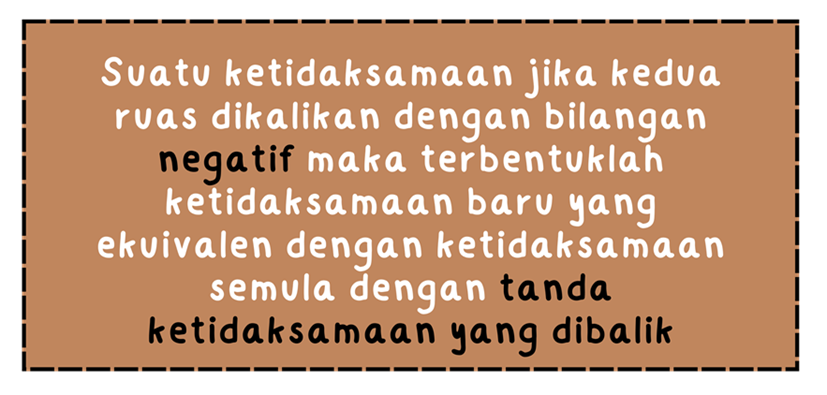 Suatu ketidaksamaan jika kedua
ruas dikalikan dengan bilangan
negatif maka terbentuklah
ketidaksamaan baru yang
ekuivalen dengan ketidaksamaan
semula dengan tanda
ketidaksamaan yang dibalik